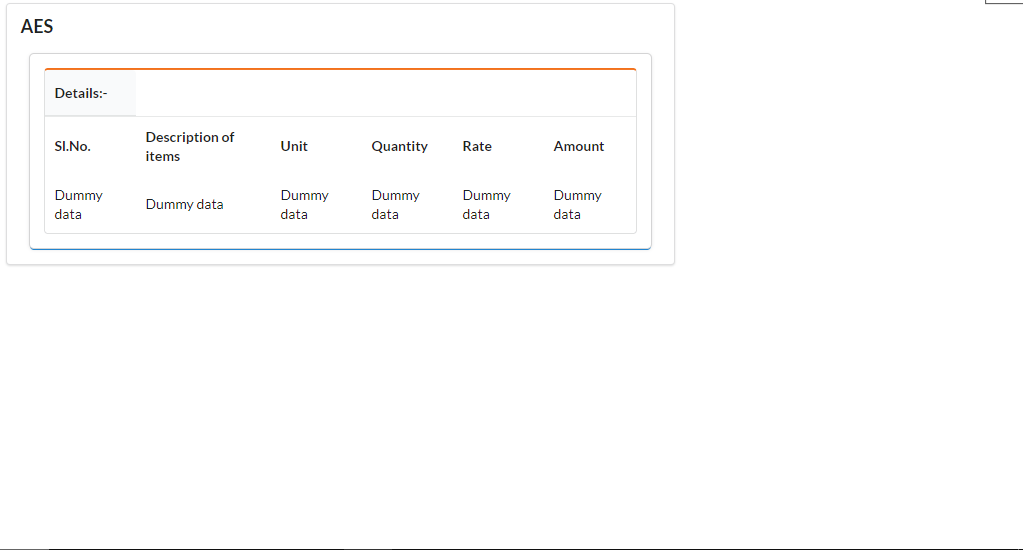 AES
Details:-
Sl.No. Description of items Unit Quantity Rate Amount
Dummy data Dummy data Dummy data Dummy data Dummy data Dummy data